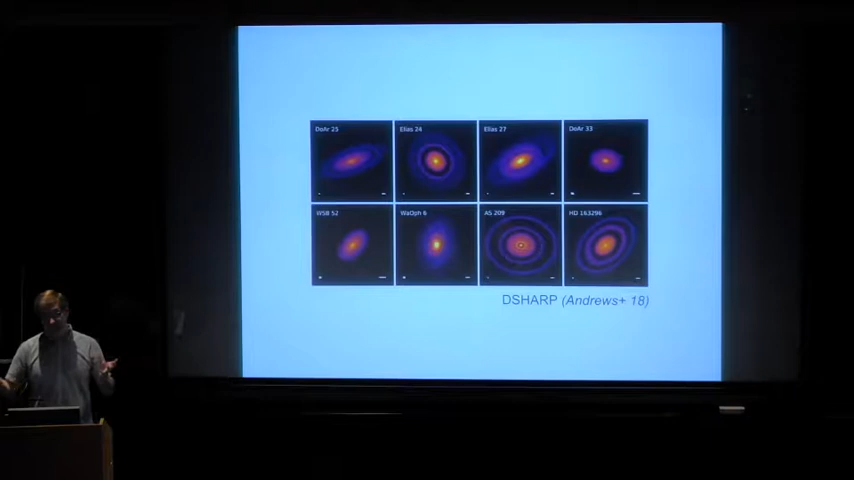 DoAr 25
Elias 24
Elias 27
DoAr 33
WSB 52
WaOph 6
AS 209
HD 163296
DSHARP (Andrews+ 18)